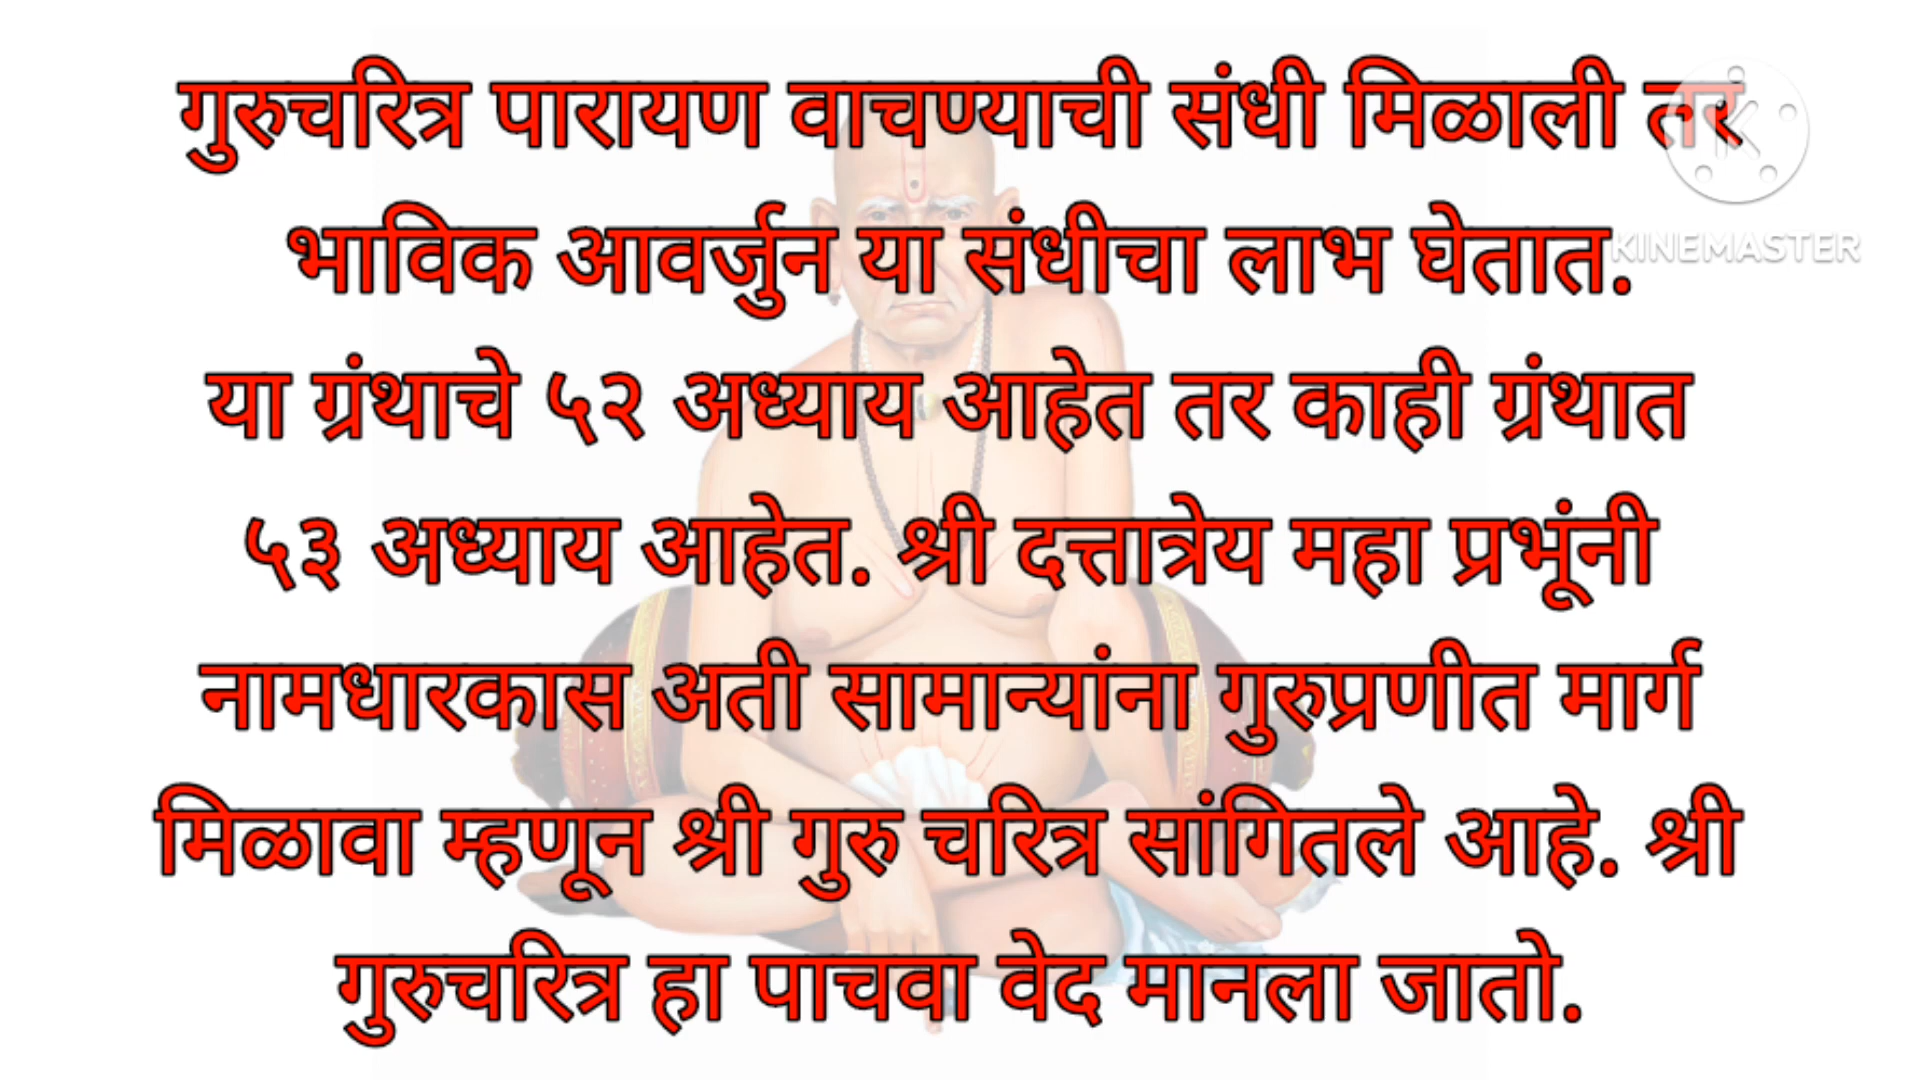 गुरुचरित्र पारायण वाचण्याची संधी मिळाली तर
भाविक आवर्जुन या संधीचा लाभ घेतात.
KINEMASTER
या ग्रंथाचे ५२ अध्याय आहेत तर काही ग्रंथात
५३ अध्याय आहेत. श्री दत्तात्रेय महा प्रभूंनी
नामधारकास अती सामान्यांना गुरुप्रणीत मार्ग
मिळावा म्हणून श्री गुरु चरित्र सांगितले आहे. श्री
गुरुचरित्र हा पाचवा वेद मानला जातो.